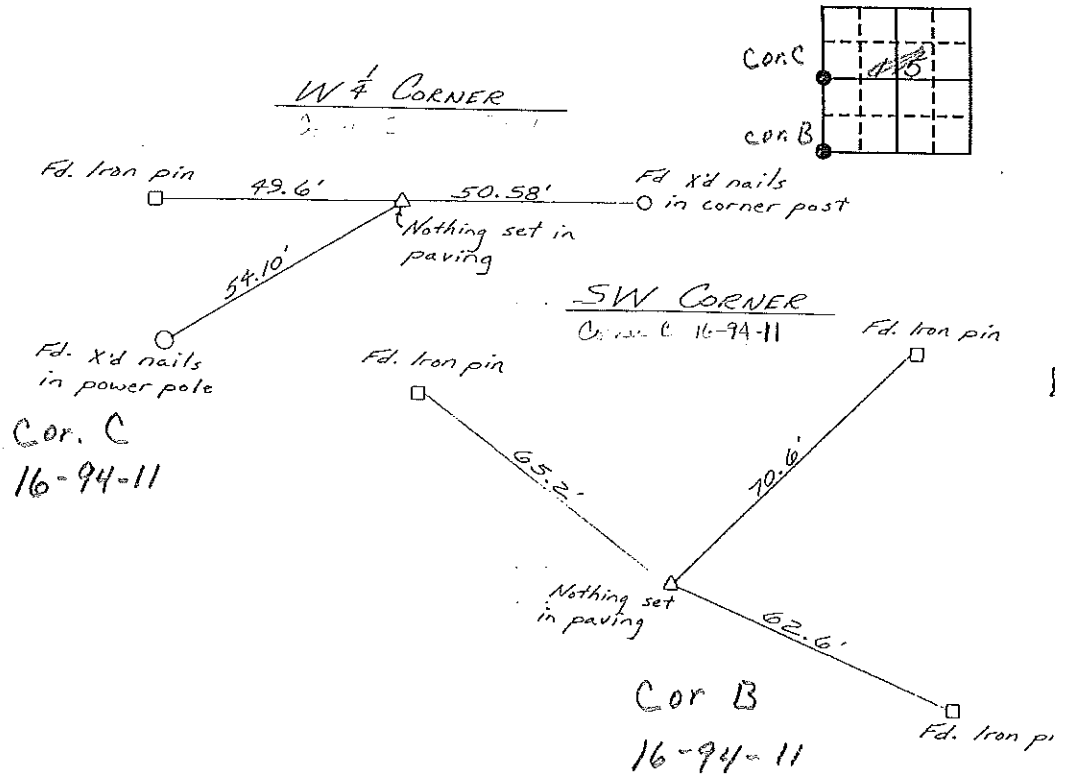 Cor. C
cor. B
W 1/4 CORNER
Fd. Iron pin
49.6'
50.58'
Fd X'd nails
in corner post
Nothing set in
paving
54.10'
Fd. X'd nails
in power pole
Cor. C
16-94-11
SW CORNER
16-94-11
Fd. Iron pin
Fd. Iron pin
65.2'
70.6'
Nothing set
in paving
62.6'
Fd. Iron
Cor B
16-94-11